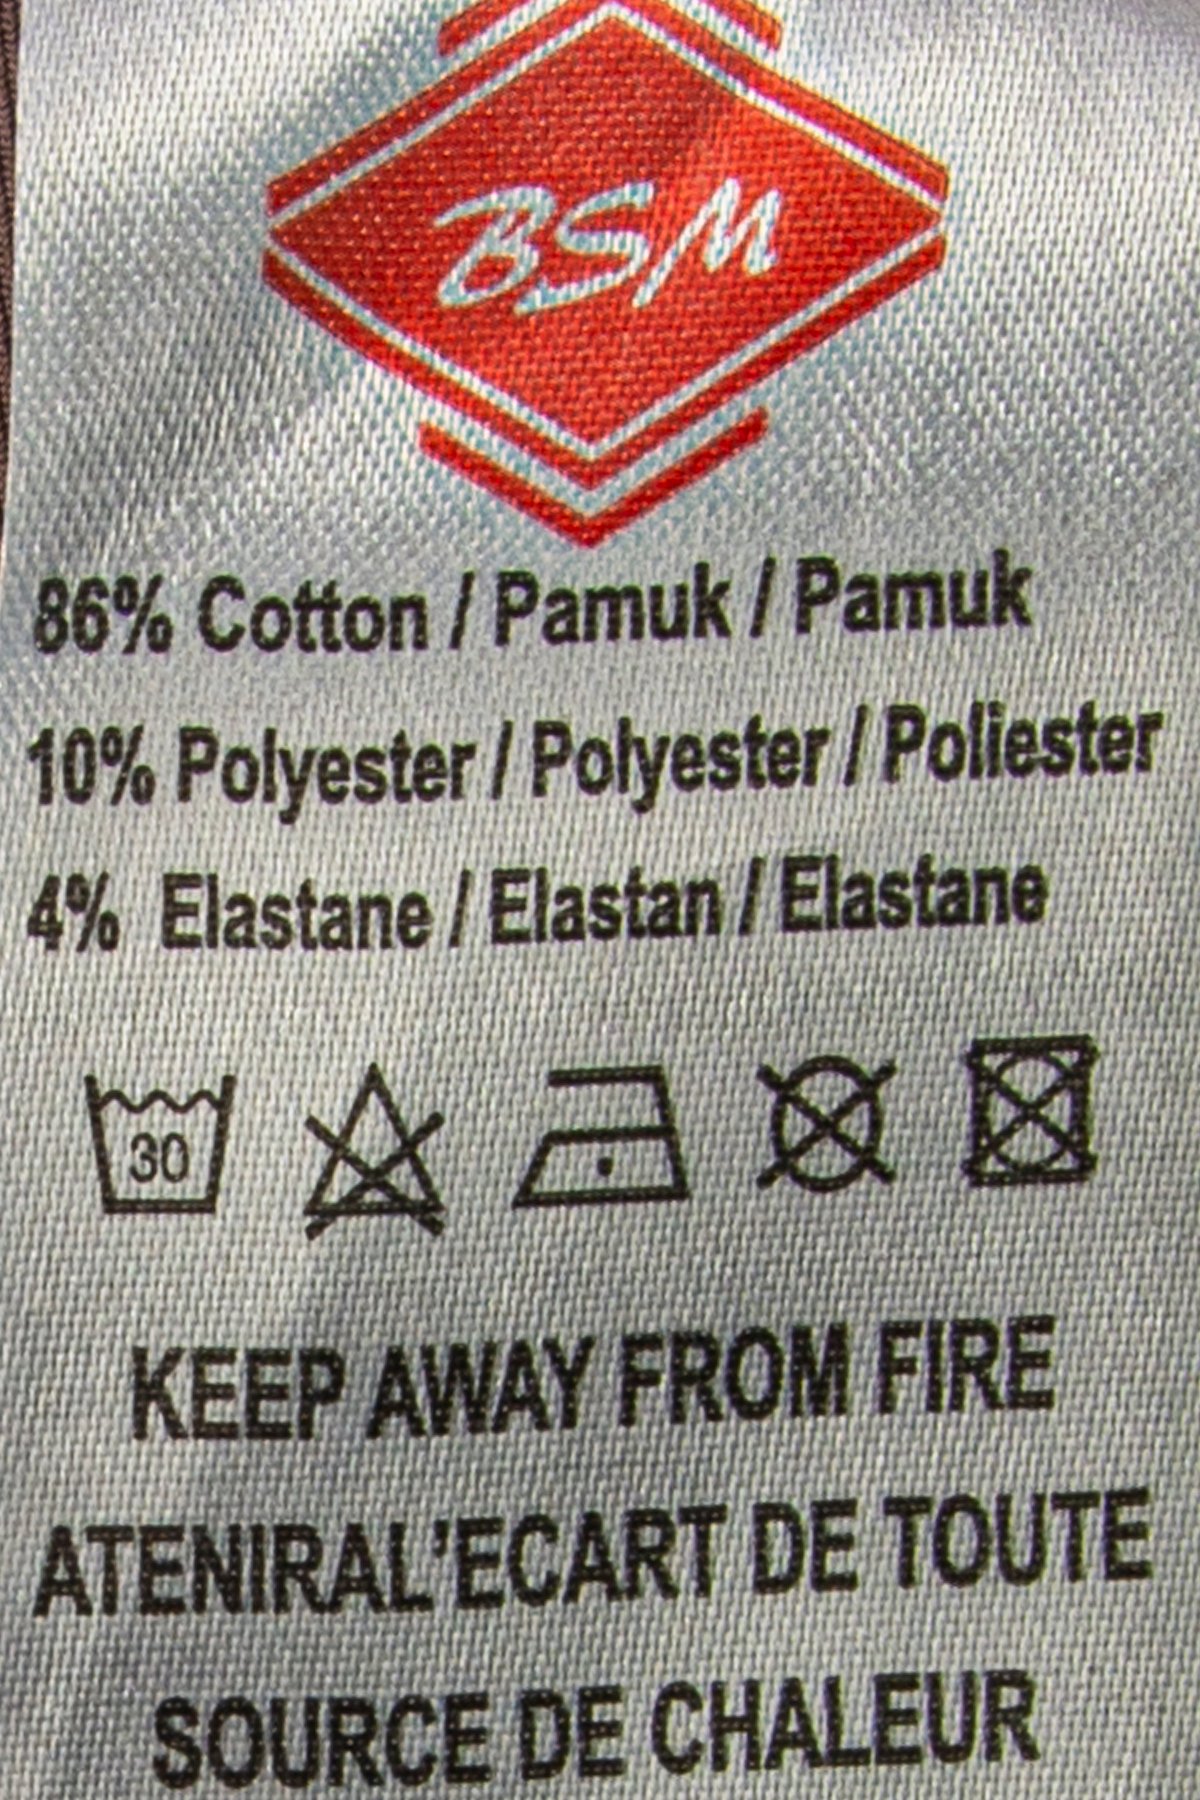 BSM
86% Cotton / Pamuk / Pamuk
10% Polyester / Polyester / Poliester
4% Elastane / Elastan / Elastane
30
KEEP AWAY FROM FIRE
ATENIRAL'ECART DE TOUTE
SOURCE DE CHALEUR